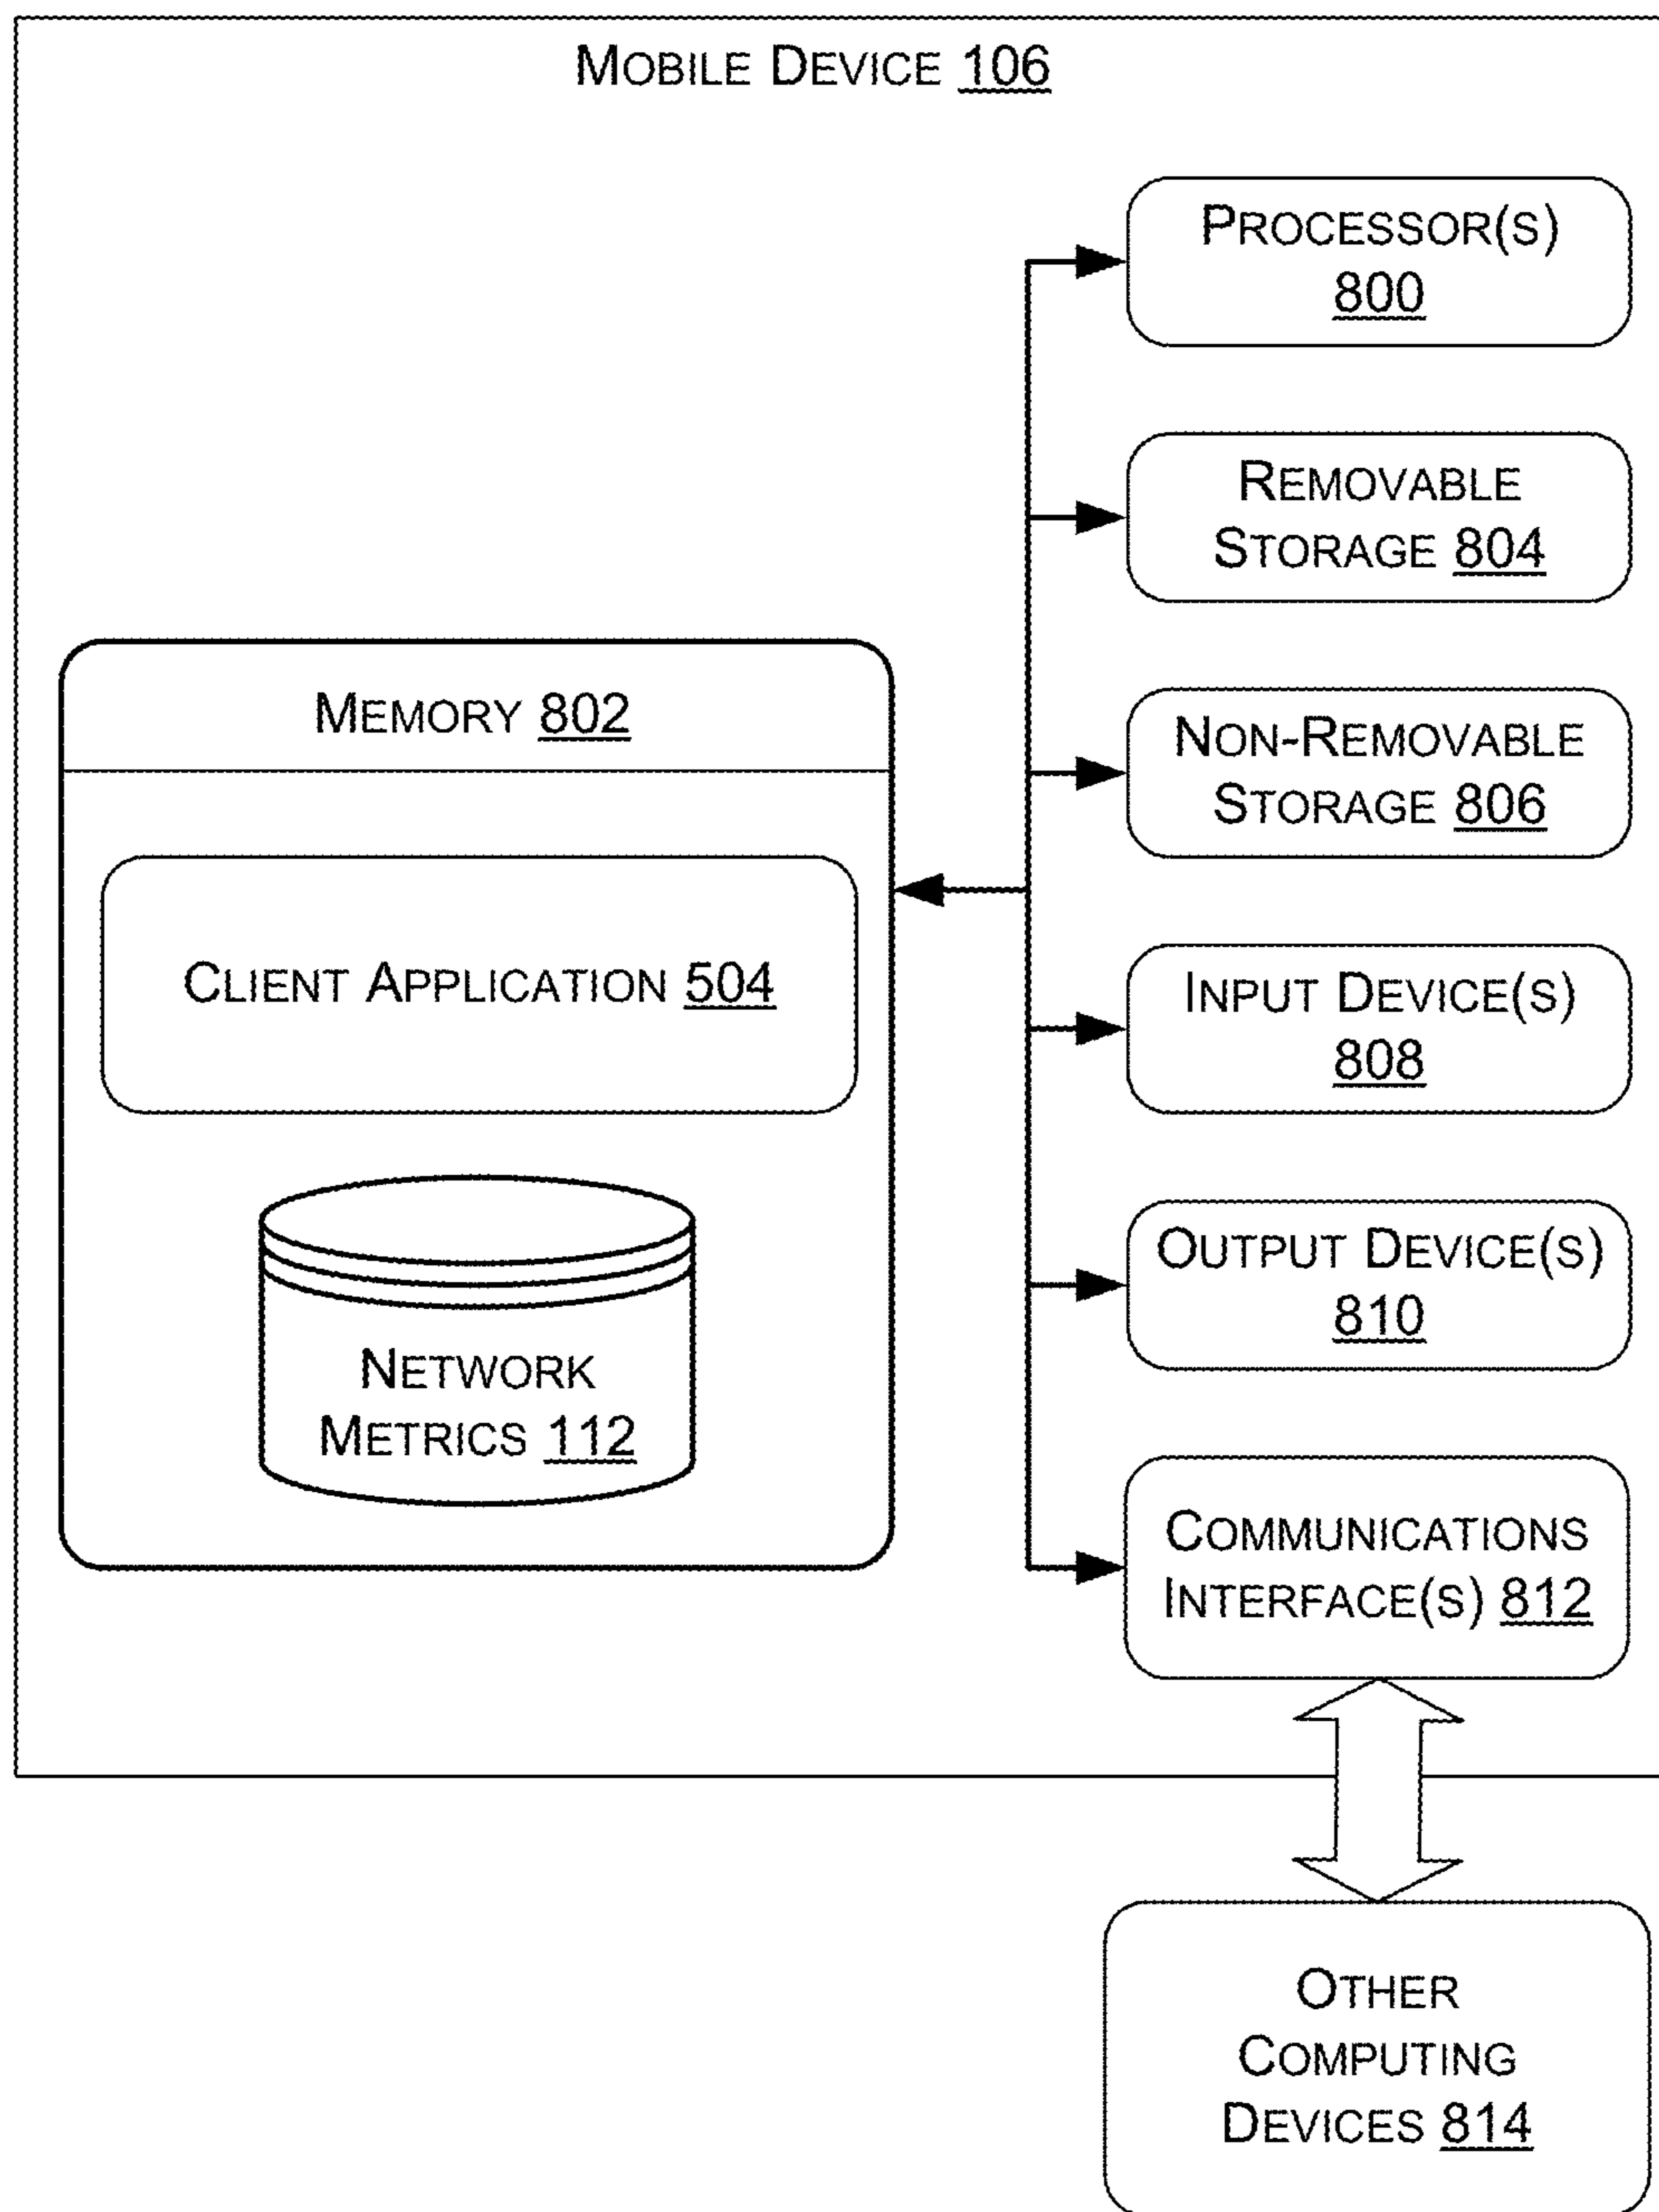 MOBILE DEVICE 106
PROCESSOR(S)
800
REMOVABLE
STORAGE 804
MEMORY 802
NON-REMOVABLE
STORAGE 806
CLIENT APPLICATION 504
INPUT DEVICE(S)
808
OUTPUT DEVICE(S)
810
NETWORK
METRICS 112
COMMUNICATIONS
INTERFACE(S) 812
OTHER
COMPUTING
DEVICES 814